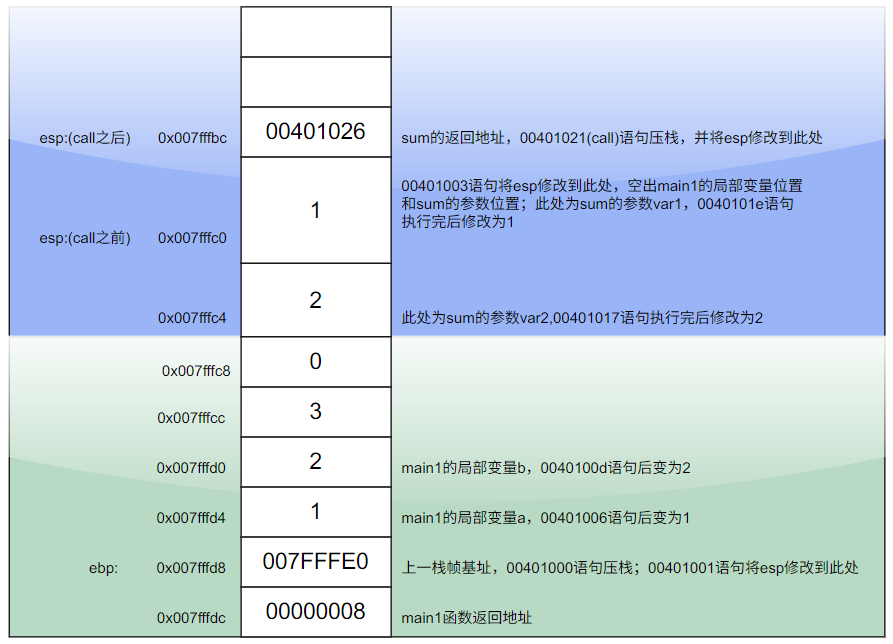 esp:(call之后) 0x007fffbc 00401026 sum的返回地址，00401021(call)语句压栈，并将esp修改到此处
00401003语句将esp修改到此处，空出main1的局部变量位置
和sum的参数位置；此处为sum的参数var1，0040101e语句
执行完后修改为1
esp:(call之前) 0x007fffc0 1
0x007fffc4 2 此处为sum的参数var2,00401017语句执行完后修改为2
0x007fffc8 0
0x007fffcc 3
0x007fffd0 2 main1的局部变量b，0040100d语句后变为2
0x007fffd4 1 main1的局部变量a，00401006语句后变为1
ebp: 0x007fffd8 007FFFE0 上一栈帧基址，00401000语句压栈；00401001语句将esp修改到此处
0x007fffdc 00000008 main1函数返回地址